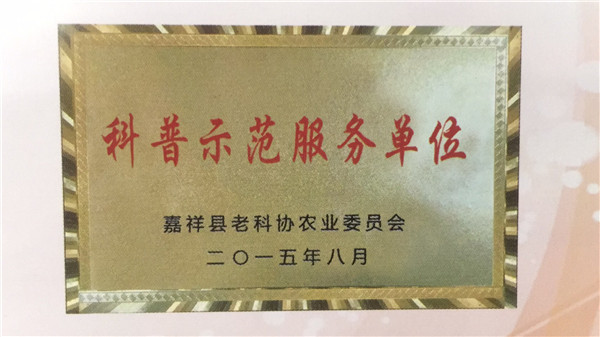 科普示范服务单位
嘉祥县老科协农业委员会
二〇一五年八月